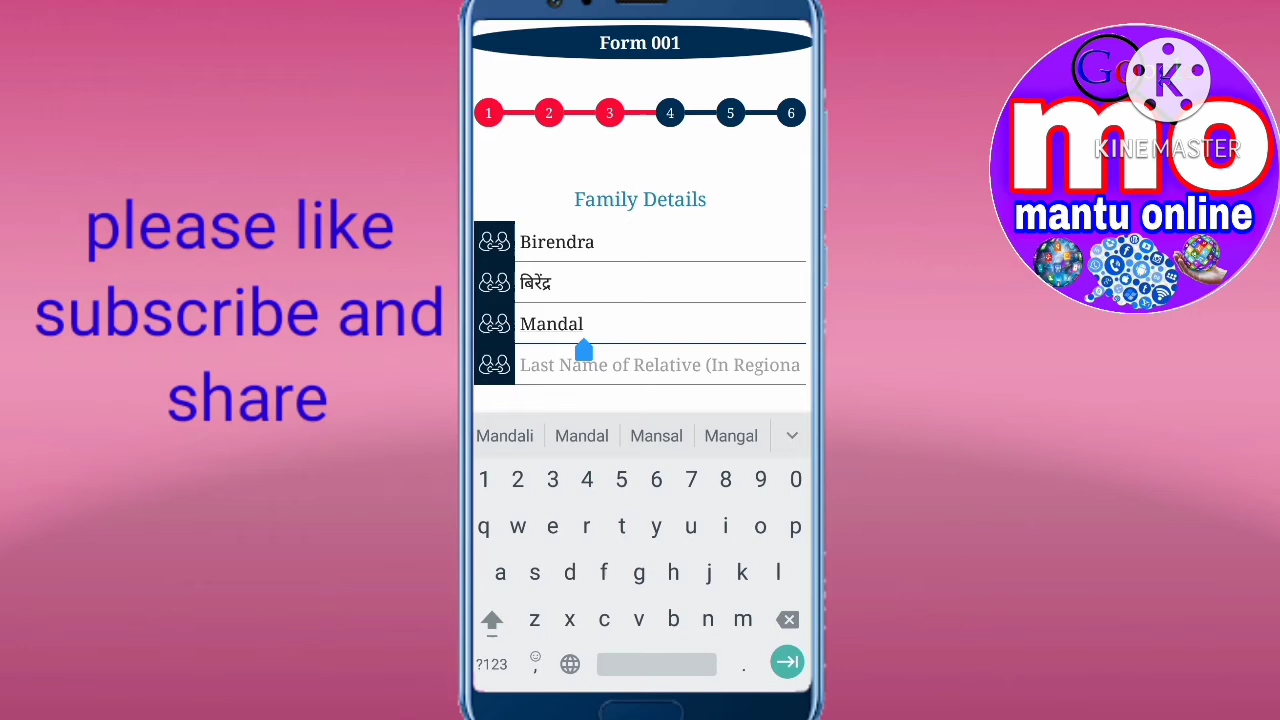 Form 001
1 2 3 4 5 6
Family Details
Birendra
बिरेंद्र
Mandal
Last Name of Relative (In Regiona
Mandali Mandal Mansal Mangal
1 2 3 4 5 6 7 8 9 0
q w e r t y u i o p
a s d f g h j k l
z x c v b n m
?123 , .
please like
subscribe and
share
K
KINEMASTER
mo
mantu online